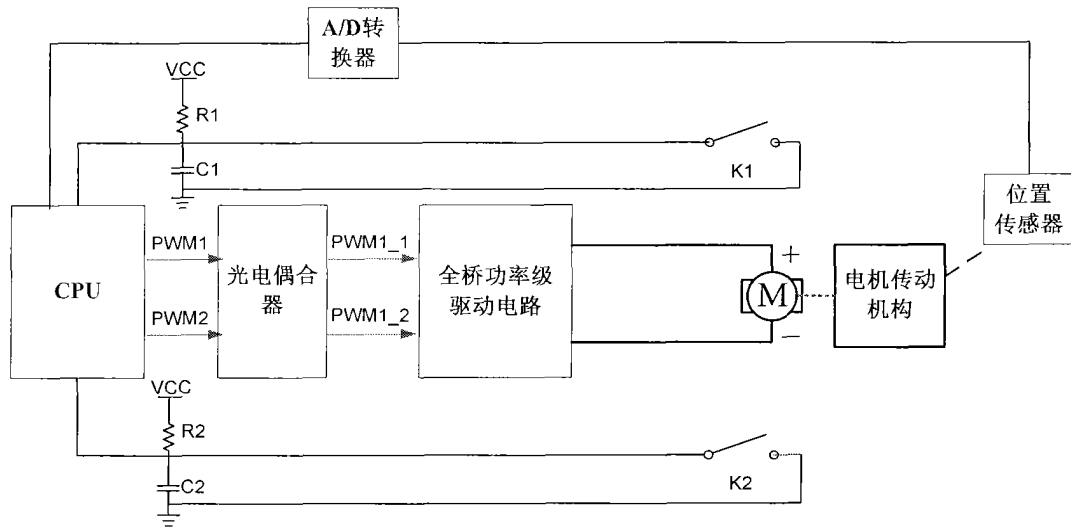 A/D转
换器
VCC
R1
C1
K1
位置
传感器
CPU
PWM1
PWM2
光电偶合
器
PWM1_1
PWM1_2
全桥功率级
驱动电路
+
M
—
电机传动
机构
VCC
R2
C2
K2